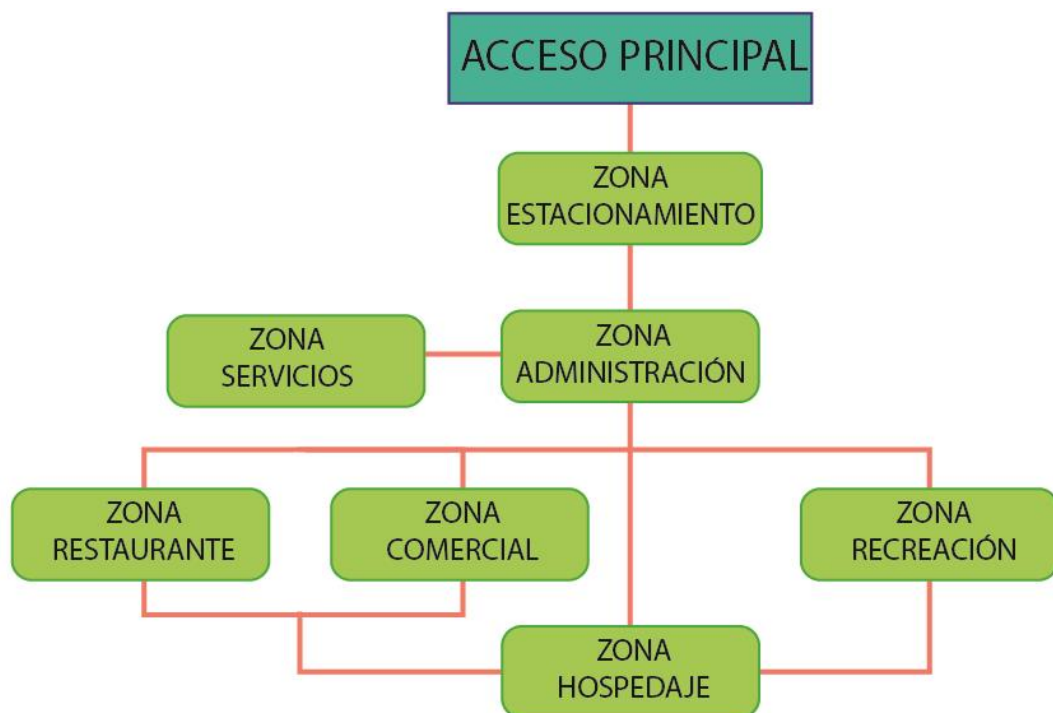 ACCESO PRINCIPAL
ZONA
ESTACIONAMIENTO
ZONA
SERVICIOS
ZONA
ADMINISTRACIÓN
ZONA
RESTAURANTE
ZONA
COMERCIAL
ZONA
RECREACIÓN
ZONA
HOSPEDAJE